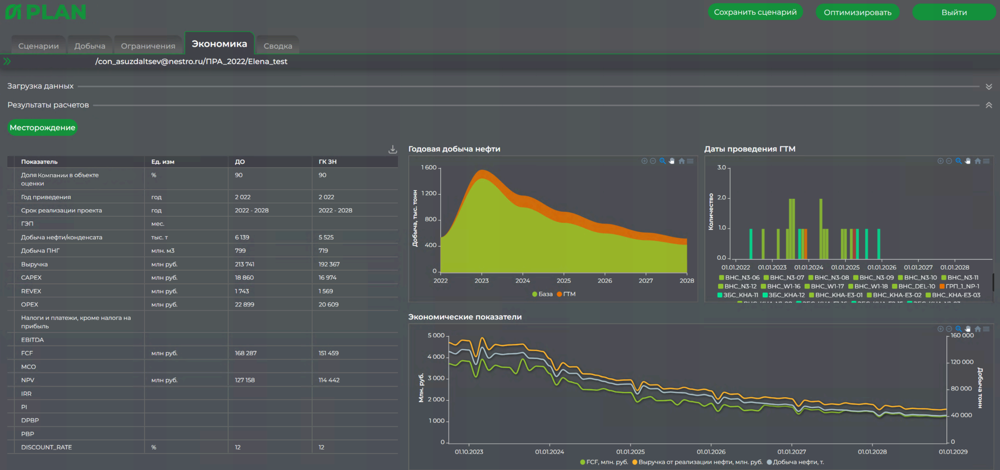 PLAN
Сохранить сценарий
Оптимизировать
Выйти
Сценарии
Добыча
Ограничения
Экономика
Сводка
/con_asuzdaltsev@nestro.ru/ПРА_2022/Elena_test
Загрузка данных
Результаты расчетов
Месторождение
Показатель Ед. изм ДО ГК ЗН
Доля Компании в объекте
оценки % 90 90
Год приведения год 2 022 2 022
Срок реализации проекта год 2022 - 2028 2022 - 2028
ГЭП мес.
Добыча нефти/конденсата тыс. т 6 139 5 525
Добыча ПНГ млн. м3 799 719
Выручка млн руб. 213 741 192 367
CAPEX млн руб. 18 860 16 974
REVEX млн руб. 1 743 1 569
OPEX млн руб. 22 899 20 609
Налоги и платежи, кроме налога на
прибыль
EBITDA
FCF млн руб. 168 287 151 459
MCO
NPV млн руб. 127 158 114 442
IRR
PI
DPBP
PBP
DISCOUNT_RATE % 12 12
Годовая добыча нефти
Добыча, тыс. тонн
1 600
1 200
800
400
0
2022 2023 2024 2025 2026 2027 2028
База ГТМ
Даты проведения ГТМ
Количество
3.0
2.0
1.0
0.0
01.01.2022 01.01.2023 01.01.2024 01.01.2025 01.01.2026 01.01.2027 01.01.2028
ВНС_N3-06 ВНС_N3-07 ВНС_N3-08 ВНС_N3-09 ВНС_N3-10 ВНС_N3-11
ВНС_N3-12 ВНС_W1-16 ВНС_W1-17 ВНС_W1-18 ВНС_DEL-10 ГРП_1_NP-1
ЗБС_KHA-11 ЗБС_KHA-12 ВНС_KHA-E3-01 ВНС_KHA-E3-02 ВНС_KHA-E3-03
Экономические показатели
Млн. руб.
5 000
4 000
3 000
2 000
1 000
0
160 000
120 000
80 000
40 000
0
Добыча тонн
01.10.2023 01.01.2024 01.01.2025 01.01.2026 01.01.2027 01.01.2028 01.01.2029
FCF, млн. руб. Выручка от реализации нефти, млн. руб. Добыча нефти, т.